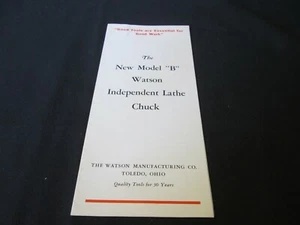 "Good Tools are Essential for
Good Work"
The
New Model "B"
Watson
Independent Lathe
Chuck
THE WATSON MANUFACTURING CO.
TOLEDO, OHIO
Quality Tools for 30 Years